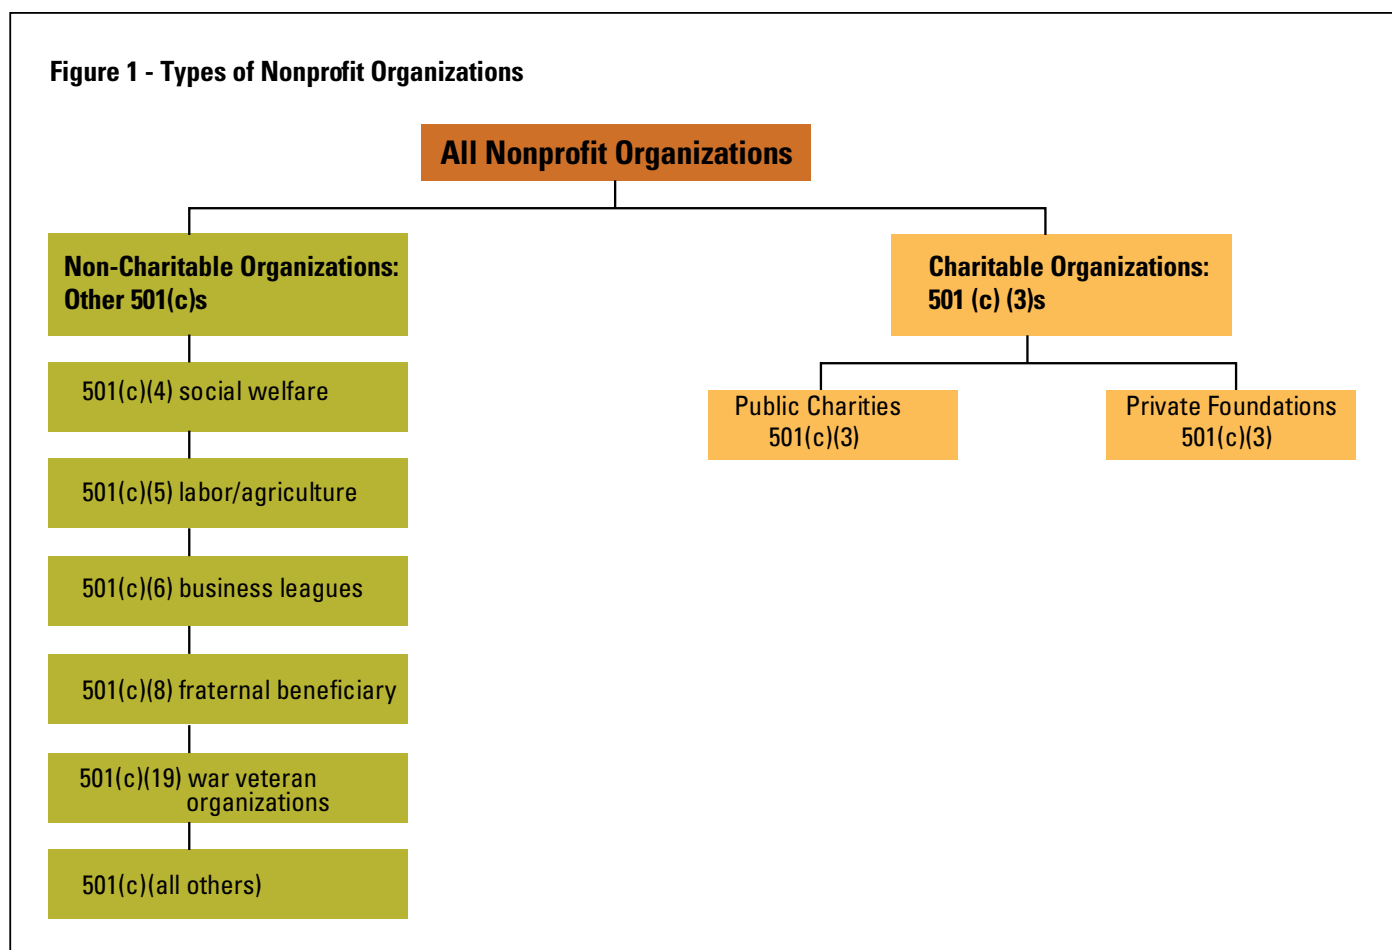 Figure 1 - Types of Nonprofit Organizations
All Nonprofit Organizations
Non-Charitable Organizations:
Other 501(c)s
501(c)(4) social welfare
501(c)(5) labor/agriculture
501(c)(6) business leagues
501(c)(8) fraternal beneficiary
501(c)(19) war veteran
organizations
501(c)(all others)
Charitable Organizations:
501 (c) (3)s
Public Charities
501(c)(3)
Private Foundations
501(c)(3)